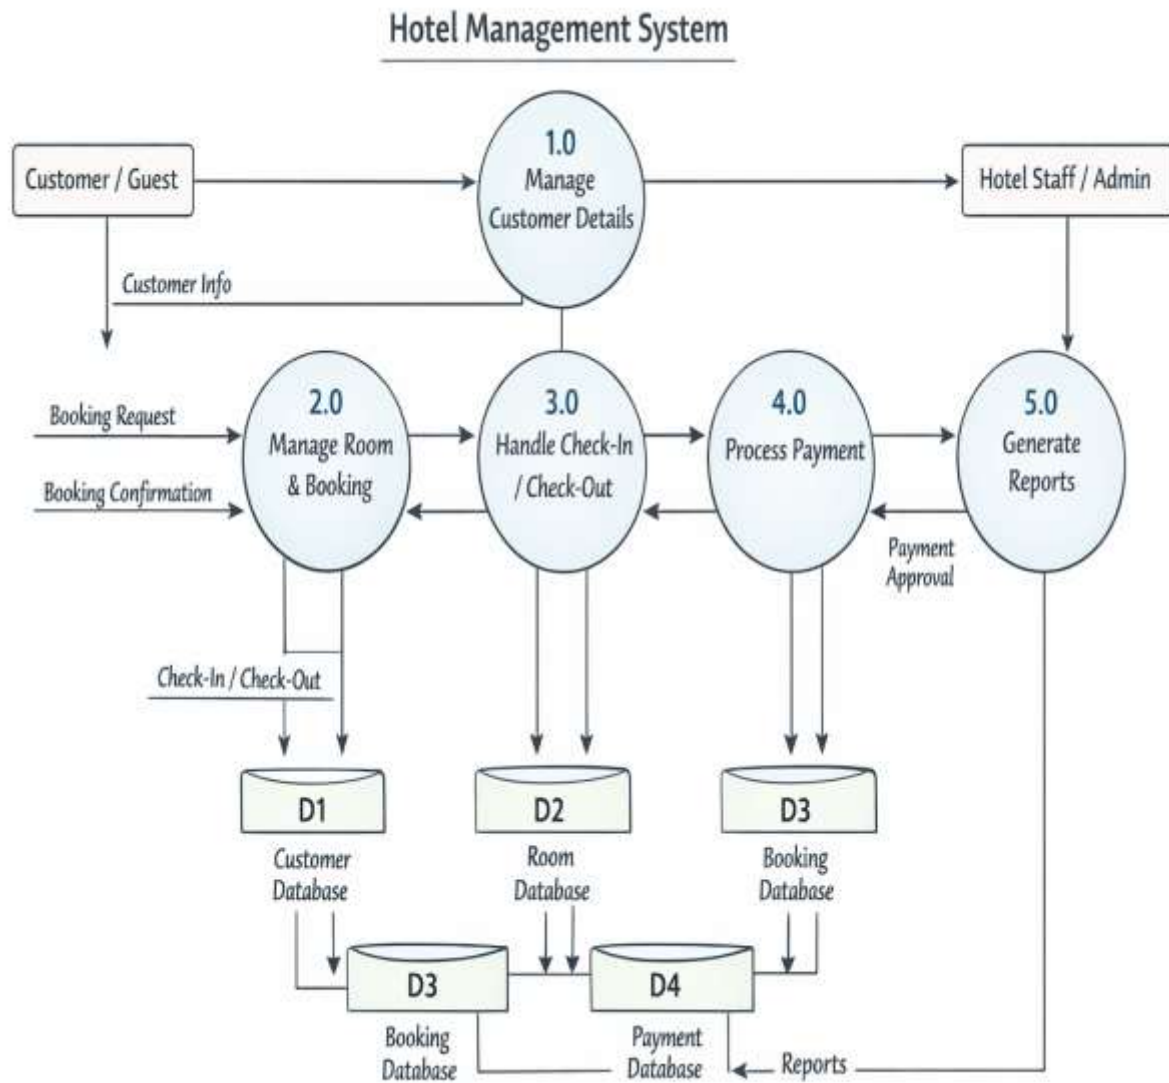 Hotel Management System
1.0
Manage
Customer Details
Customer / Guest
Hotel Staff / Admin
Customer Info
Booking Request
Booking Confirmation
2.0
Manage Room
& Booking
3.0
Handle Check-In
/ Check-Out
4.0
Process Payment
5.0
Generate
Reports
Payment
Approval
Check-In / Check-Out
D1
Customer
Database
D2
Room
Database
D3
Booking
Database
D3
Booking
Database
D4
Payment
Database
Reports